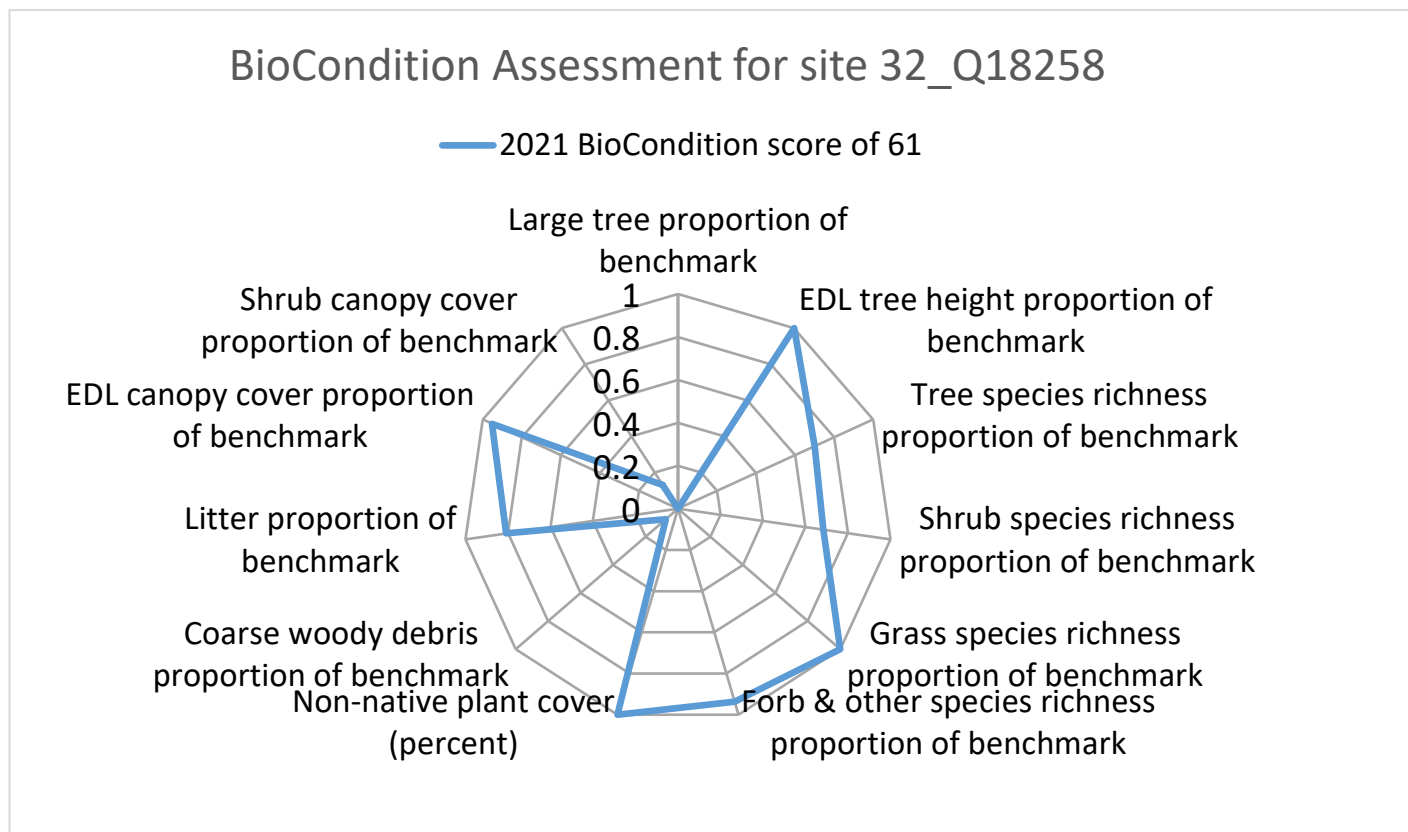 BioCondition Assessment for site 32_Q18258
2021 BioCondition score of 61
Large tree proportion of
benchmark
EDL tree height proportion of
benchmark
Tree species richness
proportion of benchmark
Shrub species richness
proportion of benchmark
Grass species richness
proportion of benchmark
Forb & other species richness
proportion of benchmark
Non-native plant cover
(percent)
Coarse woody debris
proportion of benchmark
Litter proportion of
benchmark
EDL canopy cover proportion
of benchmark
Shrub canopy cover
proportion of benchmark
1
0.8
0.6
0.4
0.2
0